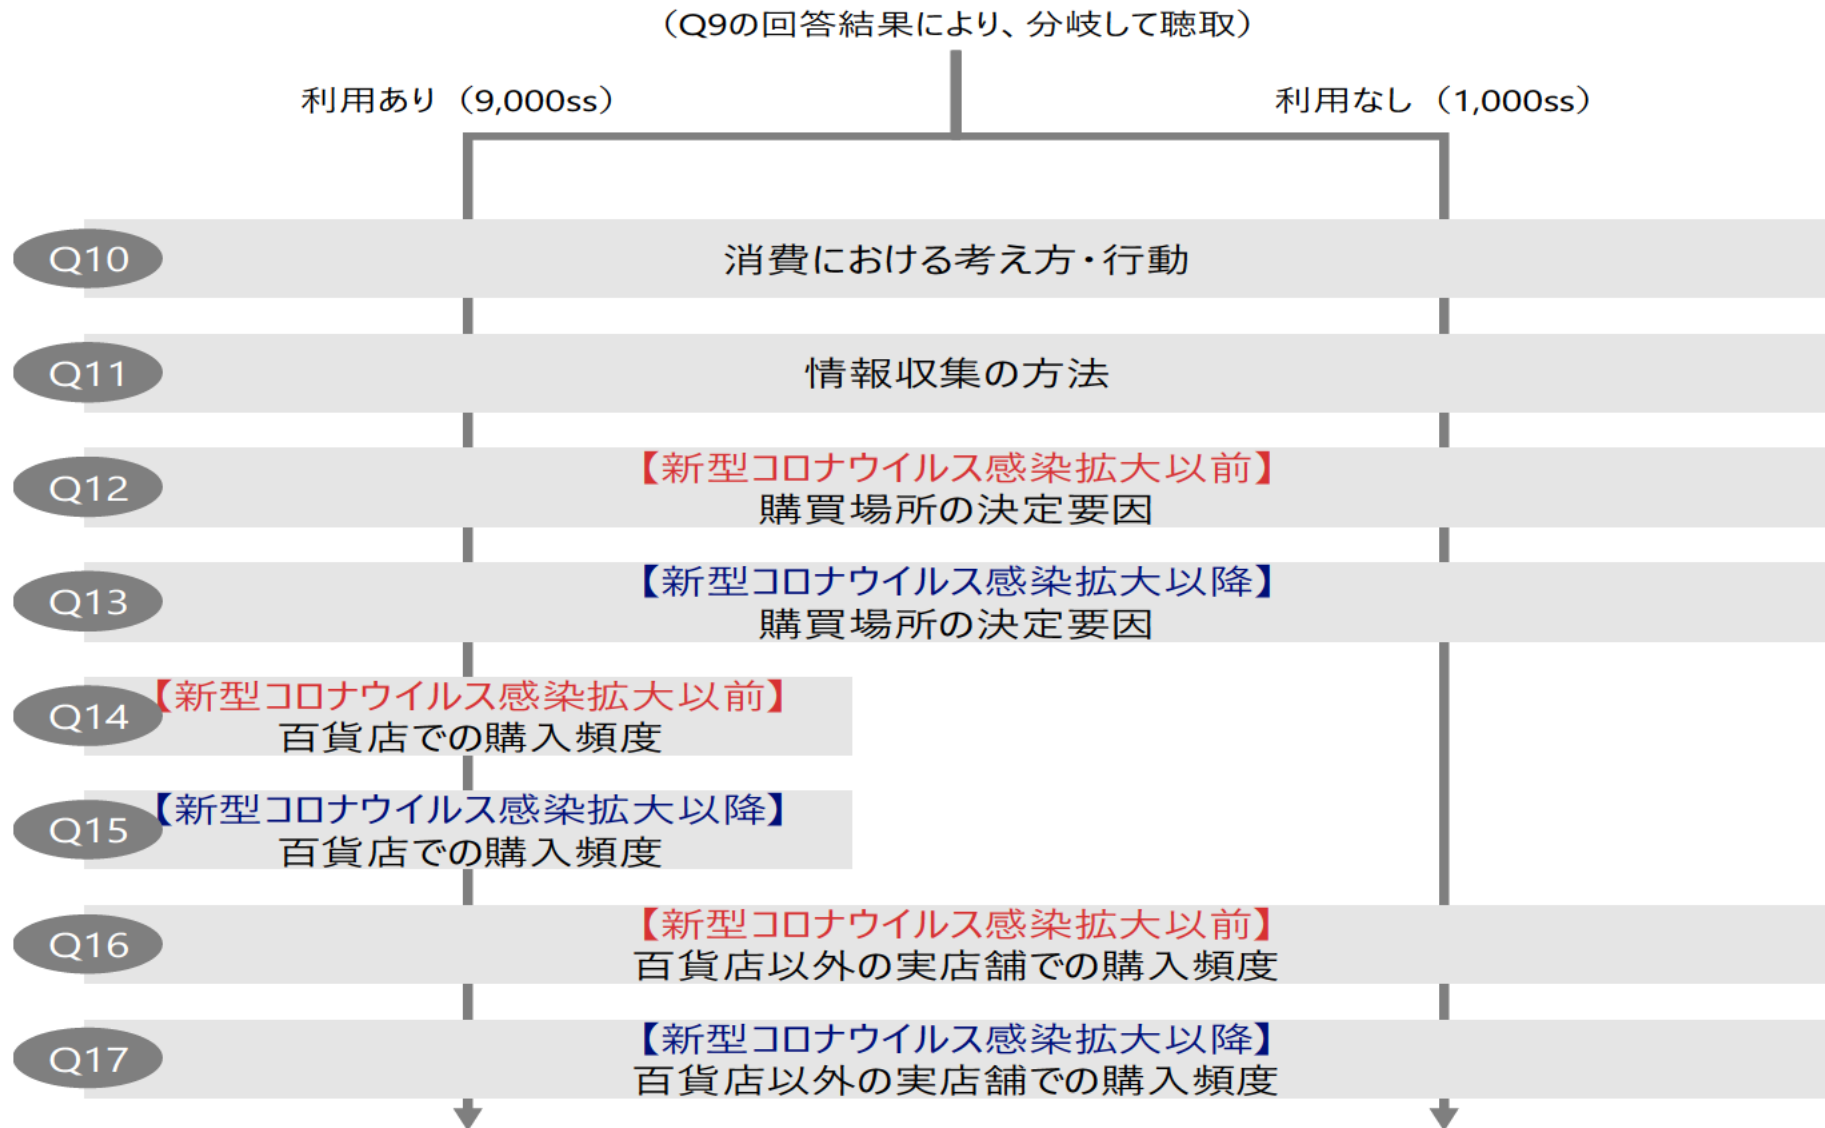 （Q9の回答結果により、分岐して聴取）
利用あり（9,000ss）
利用なし（1,000ss）
Q10
消費における考え方・行動
Q11
情報収集の方法
Q12
【新型コロナウイルス感染拡大以前】
購買場所の決定要因
Q13
【新型コロナウイルス感染拡大以降】
購買場所の決定要因
Q14
【新型コロナウイルス感染拡大以前】
百貨店での購入頻度
Q15
【新型コロナウイルス感染拡大以降】
百貨店での購入頻度
Q16
【新型コロナウイルス感染拡大以前】
百貨店以外の実店舗での購入頻度
Q17
【新型コロナウイルス感染拡大以降】
百貨店以外の実店舗での購入頻度